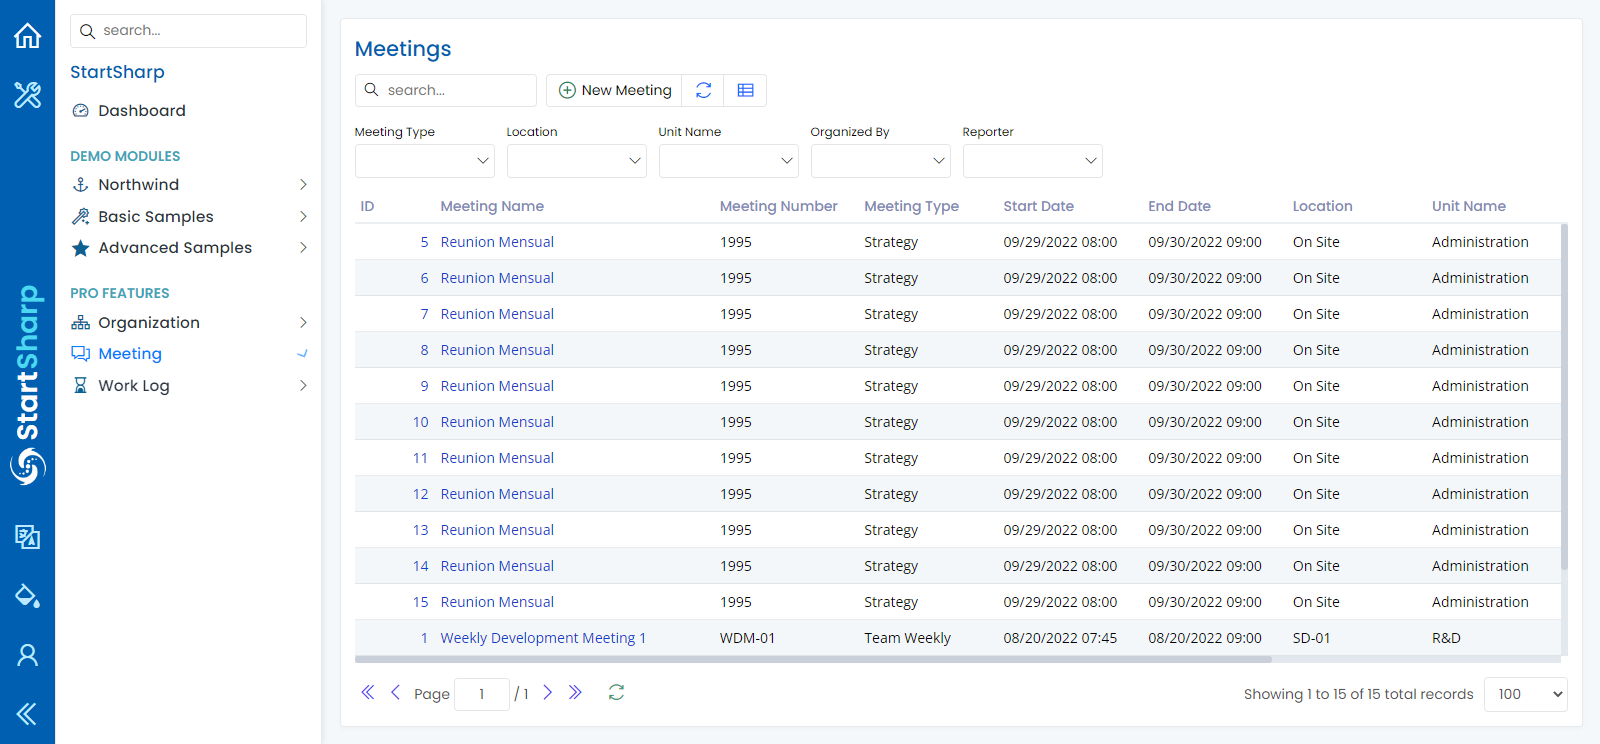 search...
StartSharp
Dashboard
DEMO MODULES
Northwind
Basic Samples
Advanced Samples
PRO FEATURES
Organization
Meeting
Work Log
StartSharp
Meetings
search...
New Meeting
Meeting Type Location Unit Name Organized By Reporter
ID Meeting Name Meeting Number Meeting Type Start Date End Date Location Unit Name
5 Reunion Mensual 1995 Strategy 09/29/2022 08:00 09/30/2022 09:00 On Site Administration
6 Reunion Mensual 1995 Strategy 09/29/2022 08:00 09/30/2022 09:00 On Site Administration
7 Reunion Mensual 1995 Strategy 09/29/2022 08:00 09/30/2022 09:00 On Site Administration
8 Reunion Mensual 1995 Strategy 09/29/2022 08:00 09/30/2022 09:00 On Site Administration
9 Reunion Mensual 1995 Strategy 09/29/2022 08:00 09/30/2022 09:00 On Site Administration
10 Reunion Mensual 1995 Strategy 09/29/2022 08:00 09/30/2022 09:00 On Site Administration
11 Reunion Mensual 1995 Strategy 09/29/2022 08:00 09/30/2022 09:00 On Site Administration
12 Reunion Mensual 1995 Strategy 09/29/2022 08:00 09/30/2022 09:00 On Site Administration
13 Reunion Mensual 1995 Strategy 09/29/2022 08:00 09/30/2022 09:00 On Site Administration
14 Reunion Mensual 1995 Strategy 09/29/2022 08:00 09/30/2022 09:00 On Site Administration
15 Reunion Mensual 1995 Strategy 09/29/2022 08:00 09/30/2022 09:00 On Site Administration
1 Weekly Development Meeting 1 WDM-01 Team Weekly 08/20/2022 07:45 08/20/2022 09:00 SD-01 R&D
Page 1 / 1 Showing 1 to 15 of 15 total records 100